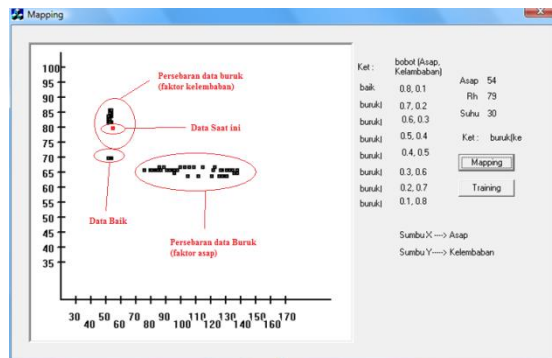 Mapping
100
95
90
85
80
75
70
65
60
55
50
45
40
35
30 50 70 90 110 130 150 170
40 60 80 100 120 140 160
Persebaran data buruk
(faktor kelembaban)
Data Saat ini
Data Baik
Persebaran data Buruk
(faktor asap)
Ket :
bobot (Asap,
Kelambaban)
baik 0.8, 0.1
buruk( 0.7, 0.2
buruk( 0.6, 0.3
buruk( 0.5, 0.4
buruk( 0.4, 0.5
buruk( 0.3, 0.6
buruk( 0.2, 0.7
buruk( 0.1, 0.8
Asap 54
Rh 79
Suhu 30
Ket : buruk(ke
Mapping
Training
Sumbu X ----> Asap
Sumbu Y----> Kelembaban